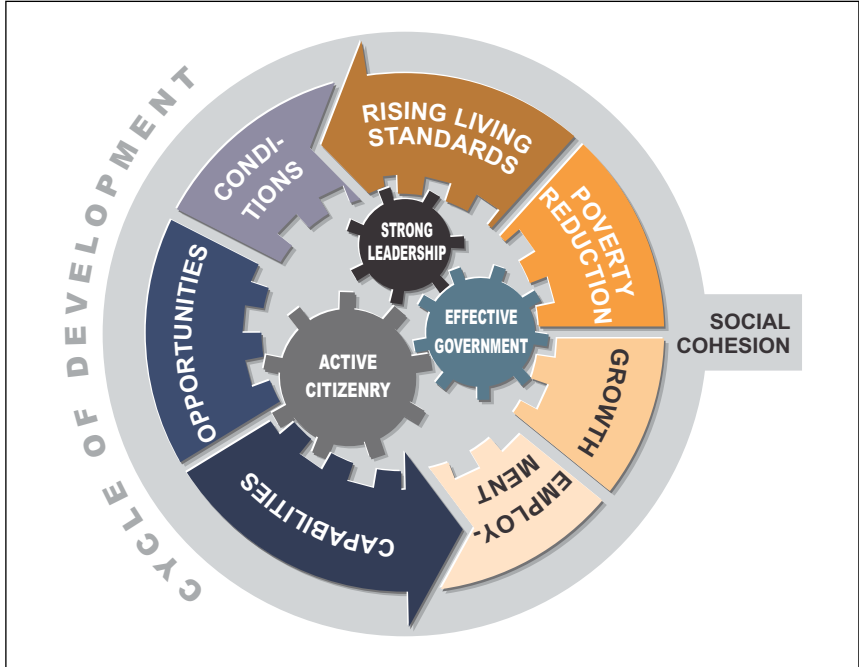 CYCLE OF DEVELOPMENT
RISING LIVING
STANDARDS
POVERTY
REDUCTION
GROWTH
EMPLOY-
MENT
CAPABILITIES
OPPORTUNITIES
CONDI-
TIONS
STRONG
LEADERSHIP
EFFECTIVE
GOVERNMENT
ACTIVE
CITIZENRY
SOCIAL
COHESION